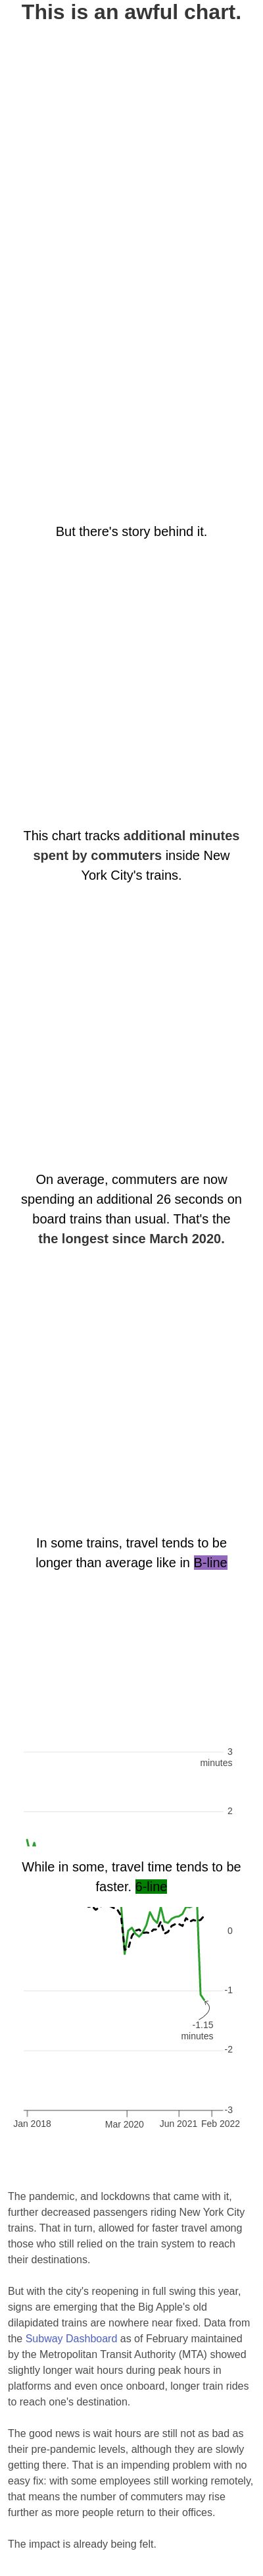 This is an awful chart.
But there's story behind it.
This chart tracks additional minutes
spent by commuters inside New
York City's trains.
On average, commuters are now
spending an additional 26 seconds on
board trains than usual. That's the
the longest since March 2020.
In some trains, travel tends to be
longer than average like in B-line
3
minutes
2
While in some, travel time tends to be
faster. 6-line
0
-1
-1.15
minutes
-2
-3
Jan 2018 Mar 2020 Jun 2021 Feb 2022
The pandemic, and lockdowns that came with it,
further decreased passengers riding New York City
trains. That in turn, allowed for faster travel among
those who still relied on the train system to reach
their destinations.
But with the city's reopening in full swing this year,
signs are emerging that the Big Apple's old
dilapidated trains are nowhere near fixed. Data from
the Subway Dashboard as of February maintained
by the Metropolitan Transit Authority (MTA) showed
slightly longer wait hours during peak hours in
platforms and even once onboard, longer train rides
to reach one's destination.
The good news is wait hours are still not as bad as
their pre-pandemic levels, although they are slowly
getting there. That is an impending problem with no
easy fix: with some employees still working remotely,
that means the number of commuters may rise
further as more people return to their offices.
The impact is already being felt.